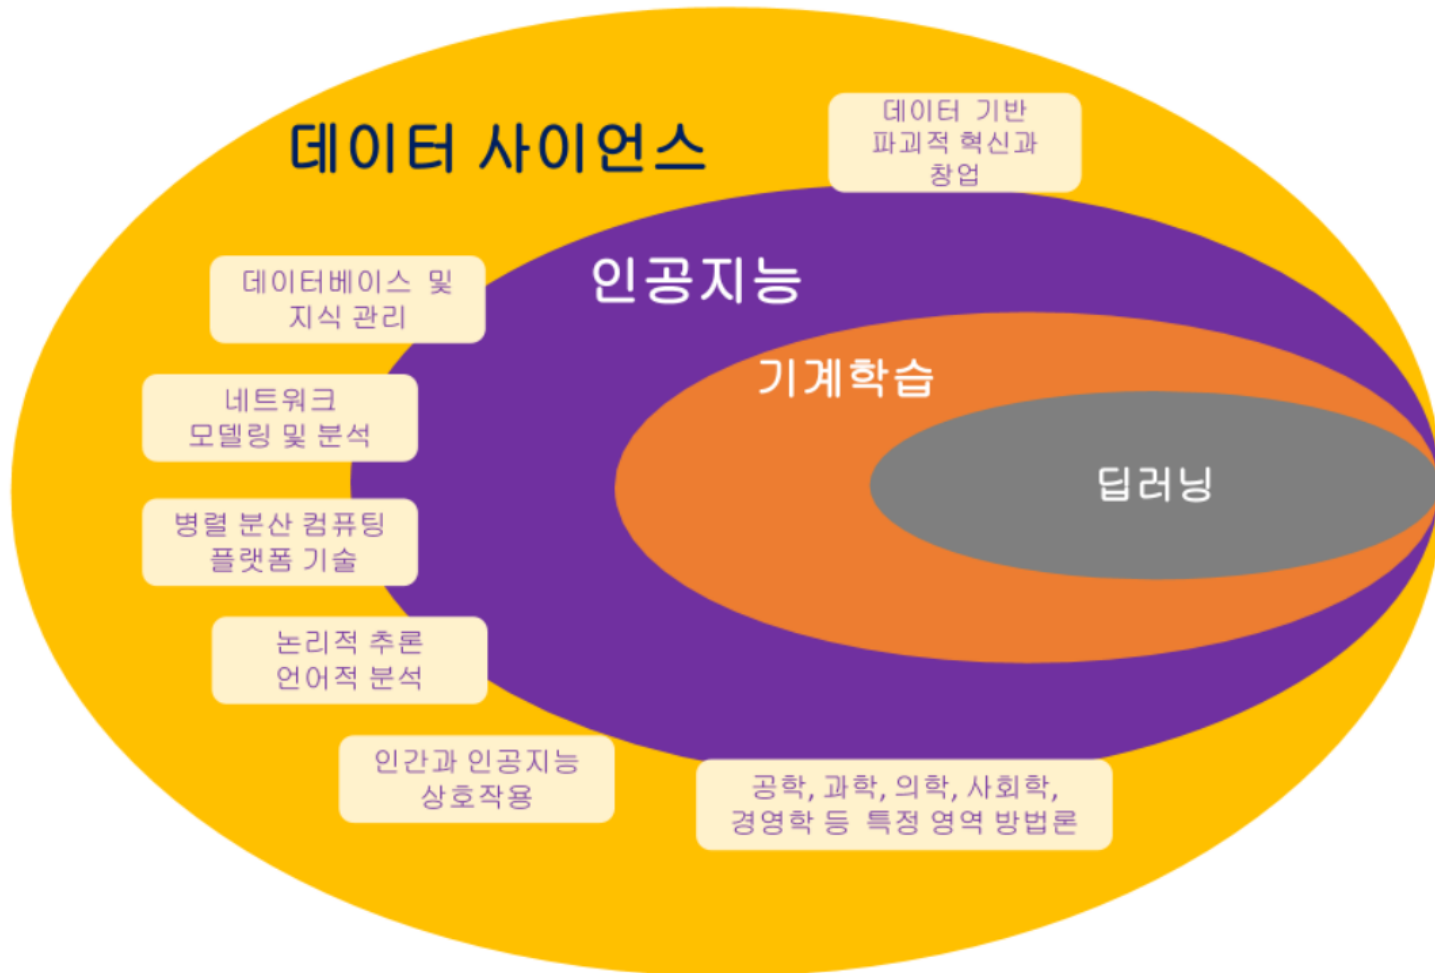 데이터 사이언스
데이터 기반
파괴적 혁신과
창업
인공지능
데이터베이스 및
지식 관리
기계학습
네트워크
모델링 및 분석
딥러닝
병렬 분산 컴퓨팅
플랫폼 기술
논리적 추론
언어적 분석
인간과 인공지능
상호작용
공학, 과학, 의학, 사회학,
경영학 등 특정 영역 방법론